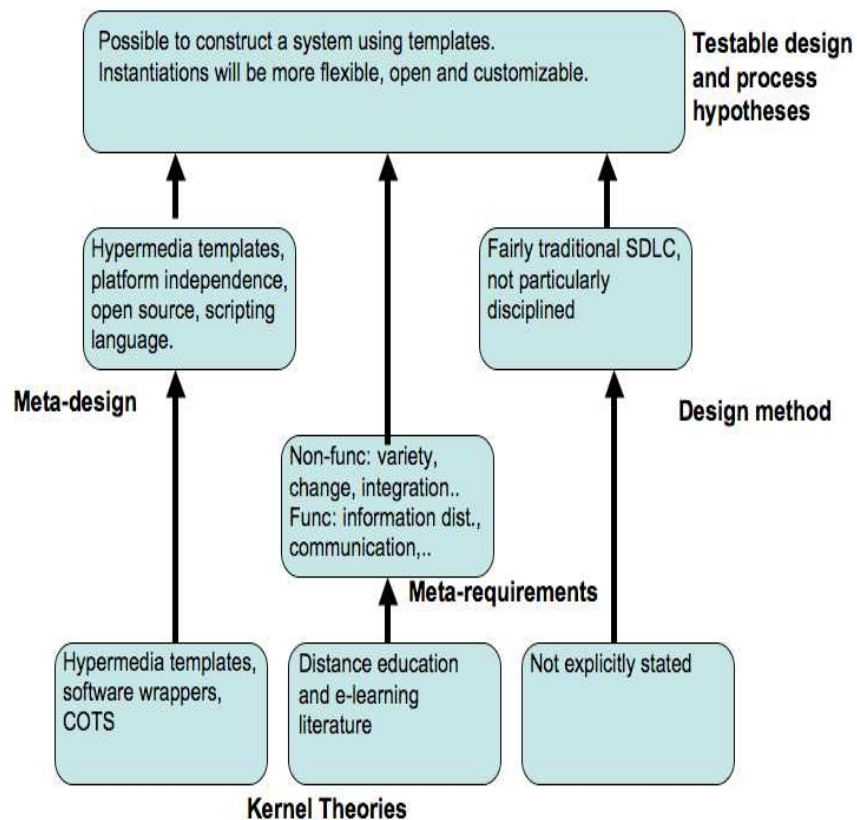 Possible to construct a system using templates.
Instantiations will be more flexible, open and customizable.
Testable design
and process
hypotheses
Hypermedia templates,
platform independence,
open source, scripting
language.
Fairly traditional SDLC,
not particularly
disciplined
Meta-design
Design method
Non-func: variety,
change, integration..
Func: information dist.,
communication,..
Meta-requirements
Hypermedia templates,
software wrappers,
COTS
Distance education
and e-learning
literature
Not explicitly stated
Kernel Theories